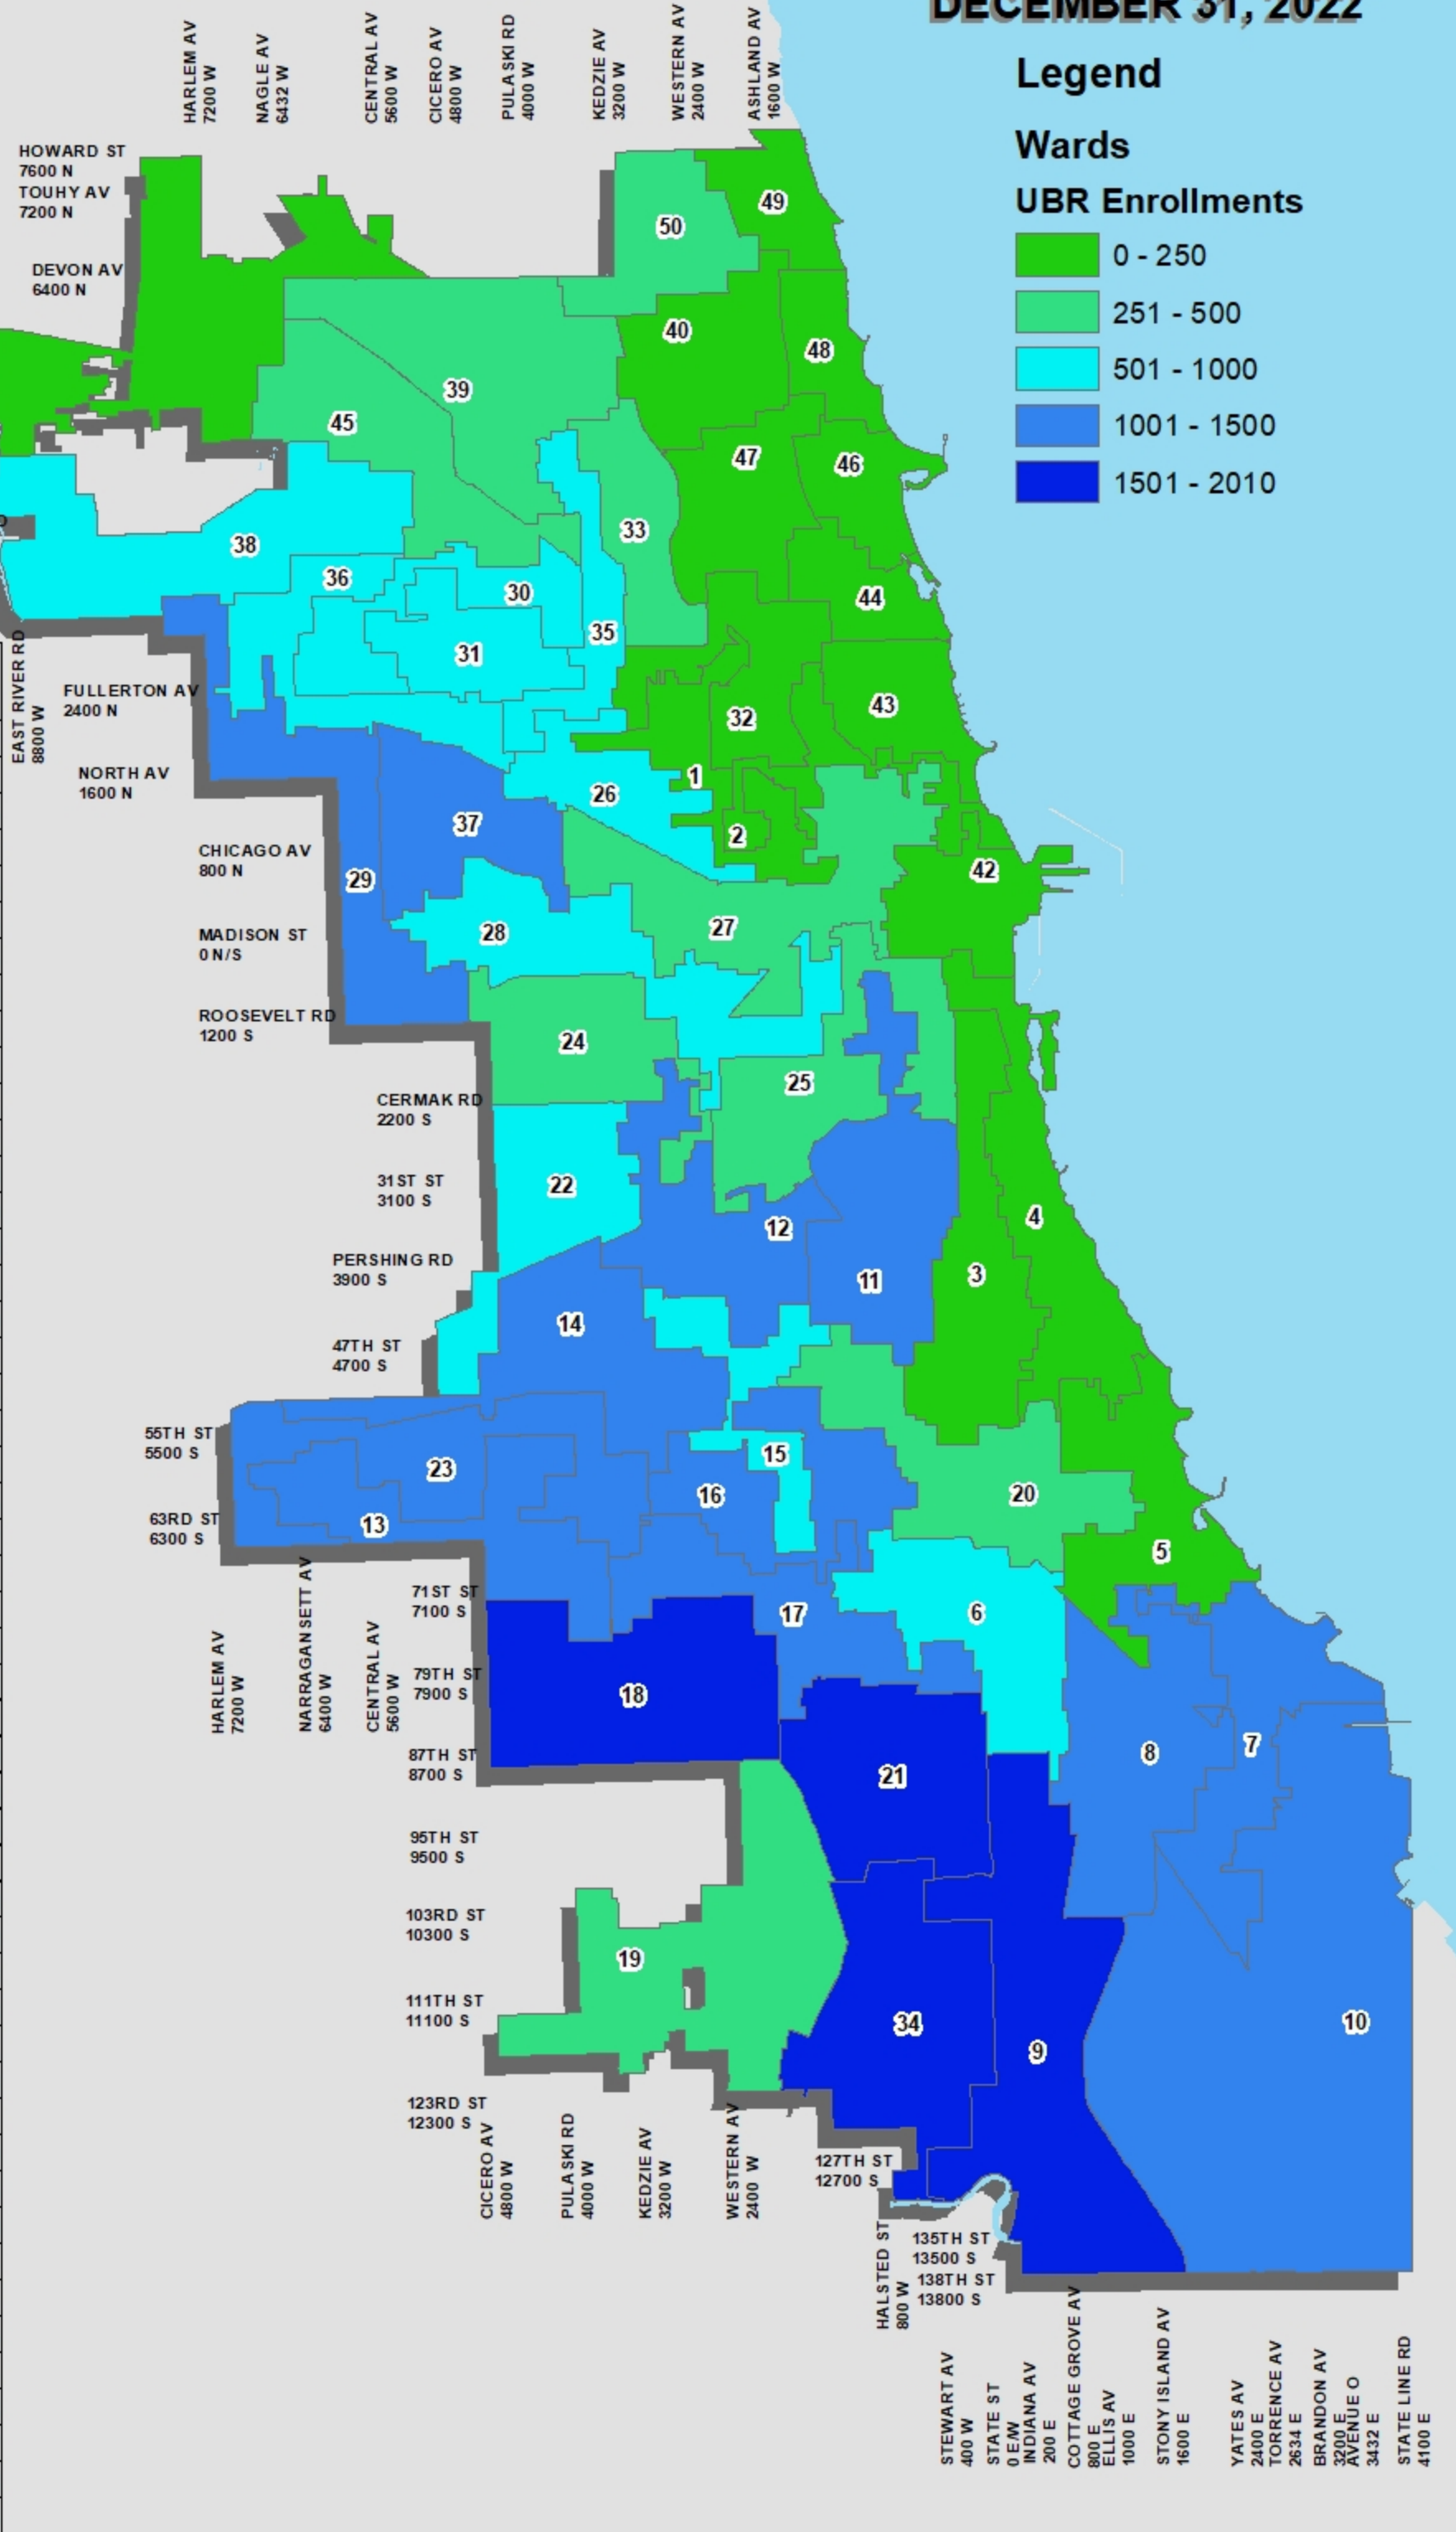 DECEMBER 31, 2022
Legend
Wards
UBR Enrollments
0 - 250
251 - 500
501 - 1000
1001 - 1500
1501 - 2010
HARLEM AV
7200 W
NAGLE AV
6432 W
CENTRAL AV
5600 W
CICERO AV
4800 W
PULASKI RD
4000 W
KEDZIE AV
3200 W
WESTERN AV
2400 W
ASHLAND AV
1600 W
HOWARD ST
7600 N
TOUHY AV
7200 N
DEVON AV
6400 N
49
50
40
48
39
45
47
46
33
38
36
30
44
35
31
EAST RIVER RD
8800 W
FULLERTON AV
2400 N
43
32
NORTH AV
1600 N
1
26
37
2
CHICAGO AV
800 N
42
29
27
28
MADISON ST
0 N/S
ROOSEVELT RD
1200 S
24
25
CERMAK RD
2200 S
31ST ST
3100 S
22
4
12
PERSHING RD
3900 S
3
11
14
47TH ST
4700 S
55TH ST
5500 S
15
23
16
20
63RD ST
6300 S
13
5
71ST ST
7100 S
17
6
HARLEM AV
7200 W
NARRAGANSETT AV
6400 W
CENTRAL AV
5600 W
79TH ST
7900 S
18
7
8
87TH ST
8700 S
21
95TH ST
9500 S
103RD ST
10300 S
19
111TH ST
11100 S
34
10
9
123RD ST
12300 S
CICERO AV
4800 W
PULASKI RD
4000 W
KEDZIE AV
3200 W
WESTERN AV
2400 W
127TH ST
12700 S
HALSTED ST
800 W
135TH ST
13500 S
138TH ST
13800 S
STEWART AV
400 W
STATE ST
0 E/W
INDIANA AV
200 E
COTTAGE GROVE AV
800 E
ELLIS AV
1000 E
STONY ISLAND AV
1600 E
YATES AV
2400 E
TORRENCE AV
2634 E
BRANDON AV
3200 E
AVENUE O
3432 E
STATE LINE RD
4100 E